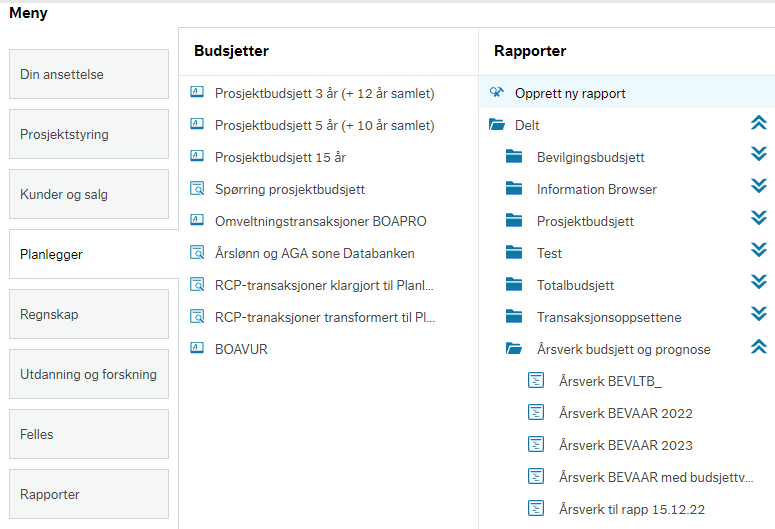 Meny
Din ansettelse
Prosjektstyring
Kunder og salg
Planlegger
Regnskap
Utdanning og forskning
Felles
Rapporter
Budsjetter
Prosjektbudsjett 3 år (+ 12 år samlet)
Prosjektbudsjett 5 år (+ 10 år samlet)
Prosjektbudsjett 15 år
Spørring prosjektbudsjett
Omveltningstransaksjoner BOAPRO
Årslønn og AGA sone Databanken
RCP-transaksjoner klargjort til Planl...
RCP-tranaksjoner transformert til Pl...
BOAVUR
Rapporter
Opprett ny rapport
Delt
Bevilgingsbudsjett
Information Browser
Prosjektbudsjett
Test
Totalbudsjett
Transaksjonsoppsettene
Årsverk budsjett og prognose
Årsverk BEVLTB_
Årsverk BEVAAR 2022
Årsverk BEVAAR 2023
Årsverk BEVAAR med budsjettv...
Årsverk til rapp 15.12.22